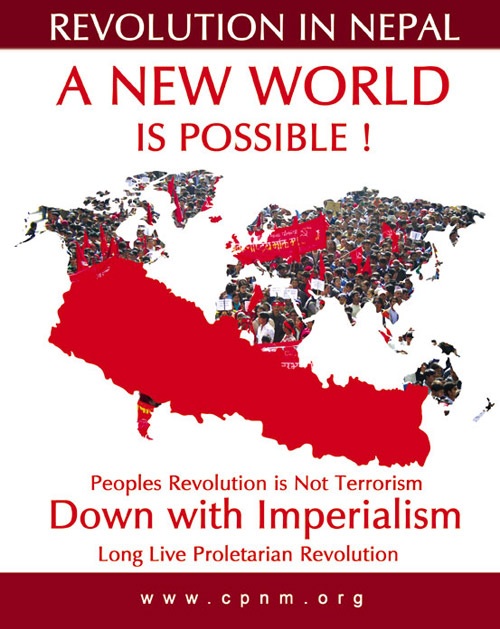 REVOLUTION IN NEPAL
A NEW WORLD
IS POSSIBLE !
Peoples Revolution is Not Terrorism
Down with Imperialism
Long Live Proletarian Revolution
www.cpnm.org